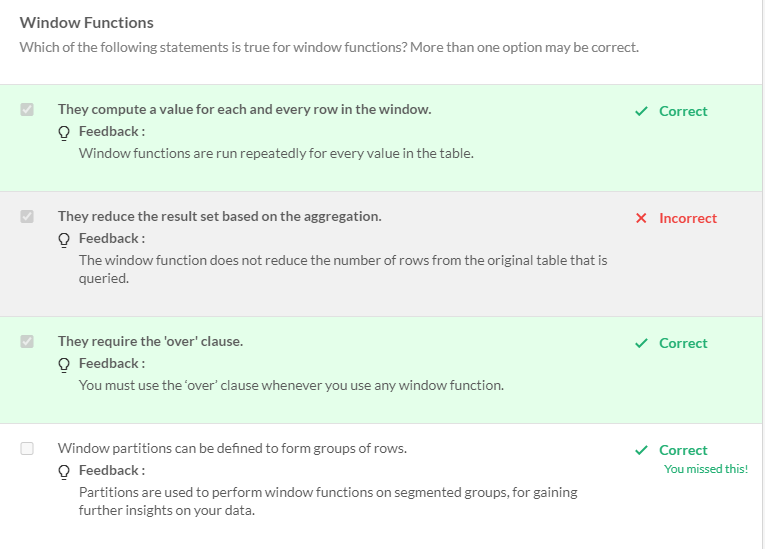 Window Functions
Which of the following statements is true for window functions? More than one option may be correct.
They compute a value for each and every row in the window.
Correct
Feedback :
Window functions are run repeatedly for every value in the table.
They reduce the result set based on the aggregation.
Incorrect
Feedback :
The window function does not reduce the number of rows from the original table that is
queried.
They require the 'over' clause.
Correct
Feedback :
You must use the ‘over’ clause whenever you use any window function.
Window partitions can be defined to form groups of rows.
Correct
You missed this!
Feedback :
Partitions are used to perform window functions on segmented groups, for gaining
further insights on your data.